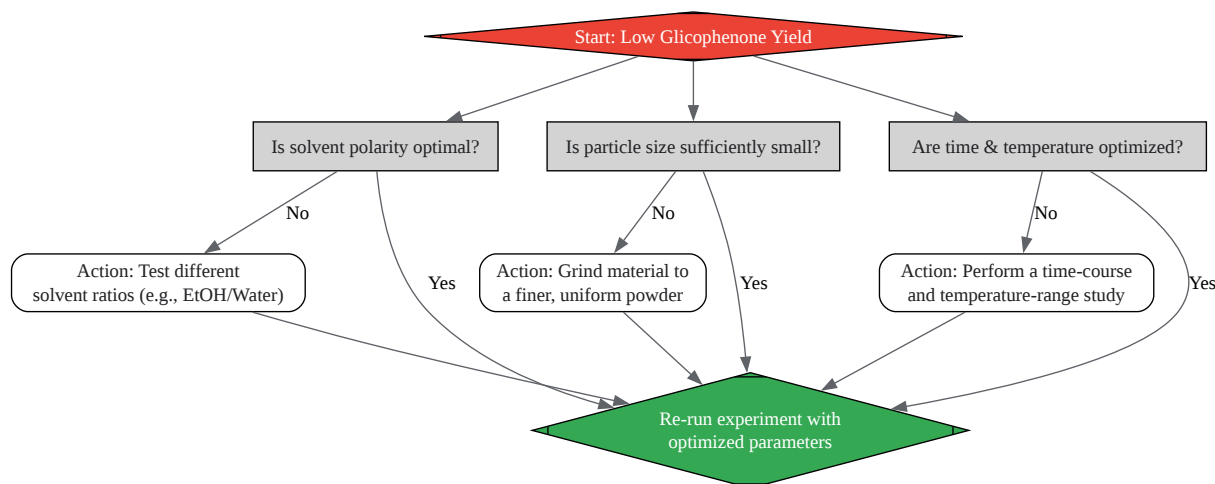 Start: Low Glicophenone Yield
Is solvent polarity optimal?
Is particle size sufficiently small?
Are time & temperature optimized?
No
No
No
Action: Test different
solvent ratios (e.g., EtOH/Water)
Yes
Action: Grind material to
a finer, uniform powder
Yes
Action: Perform a time-course
and temperature-range study
Yes
Re-run experiment with
optimized parameters